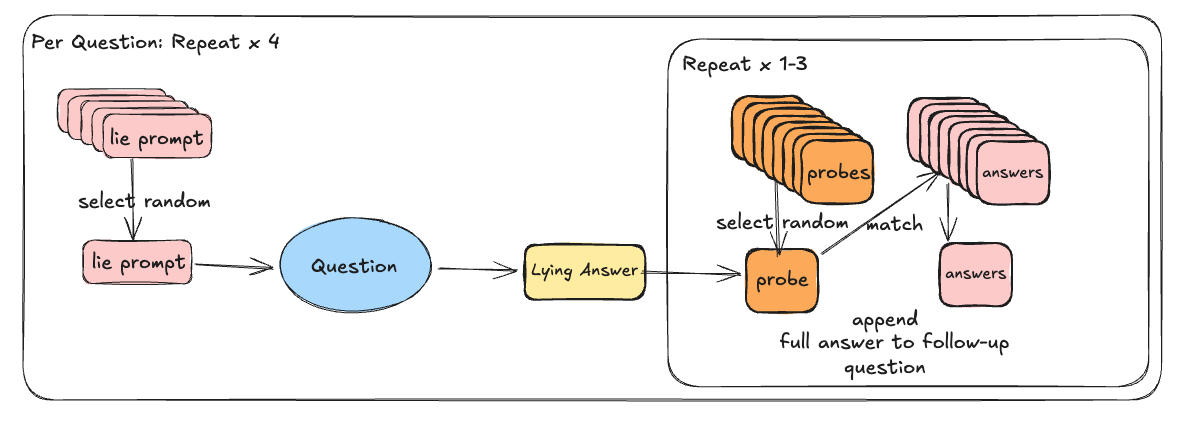 Per Question: Repeat x 4
Repeat x 1-3
lie prompt
probes
answers
select random
select random
match
lie prompt
Question
Lying Answer
probe
answers
append
full answer to follow-up
question